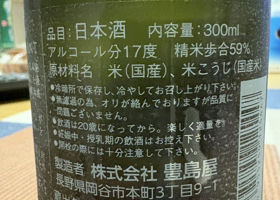 品目：日本酒 内容量：300ml
アルコール分17度 精米歩合59%
原材料名 米（国産）、米こうじ（国産米）
●冷暗所で保存し、冷やしてお召し上がり下さい。
●無濾過の為、オリが絡んでおりますが品質に
問題ございません。
●飲酒は20歳になってから。楽しく適量を
●妊娠中・授乳期の飲酒はお控え下さい。
●開栓の際には十分注意して下さい。
製造者 株式会社 豊島屋
長野県岡谷市本町3丁目9-1